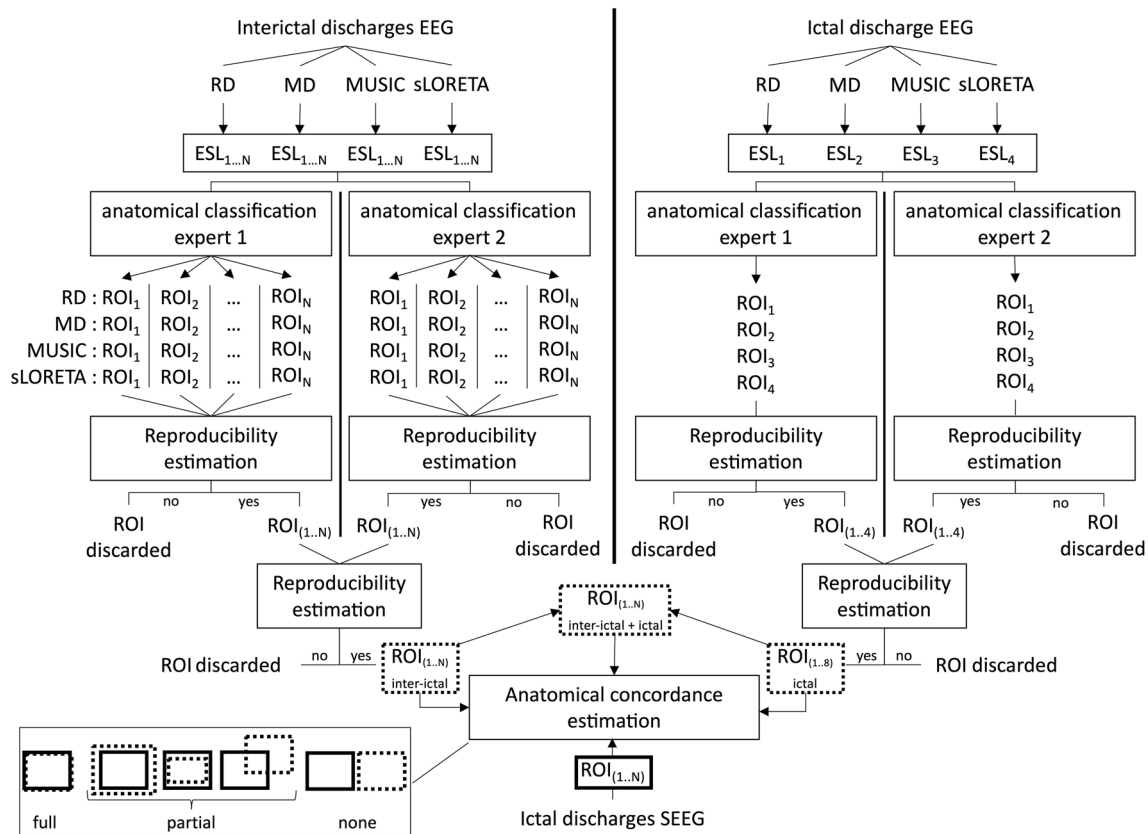 Interictal discharges EEG
Ictal discharge EEG
RD MD MUSIC sLORETA
RD MD MUSIC sLORETA
ESL1...N ESL1...N ESL1...N ESL1...N
ESL1 ESL2 ESL3 ESL4
anatomical classification
expert 1
anatomical classification
expert 2
anatomical classification
expert 1
anatomical classification
expert 2
RD : ROI1 ROI2 ... ROIN
MD : ROI1 ROI2 ... ROIN
MUSIC : ROI1 ROI2 ... ROIN
sLORETA : ROI1 ROI2 ... ROIN
ROI1 ROI2 ... ROIN
ROI1 ROI2 ... ROIN
ROI1 ROI2 ... ROIN
ROI1 ROI2 ... ROIN
ROI1
ROI2
ROI3
ROI4
ROI1
ROI2
ROI3
ROI4
Reproducibility
estimation
Reproducibility
estimation
Reproducibility
estimation
Reproducibility
estimation
no yes
yes no
no yes
yes no
ROI
discarded
ROI(1..N)
ROI(1..N)
ROI
discarded
ROI
discarded
ROI(1..4)
ROI(1..4)
ROI
discarded
Reproducibility
estimation
ROI(1..N)
inter-ictal + ictal
Reproducibility
estimation
ROI discarded
no yes
ROI(1..N)
inter-ictal
ROI(1..8)
ictal
yes no
ROI discarded
Anatomical concordance
estimation
ROI(1..N)
Ictal discharges SEEG
full partial none